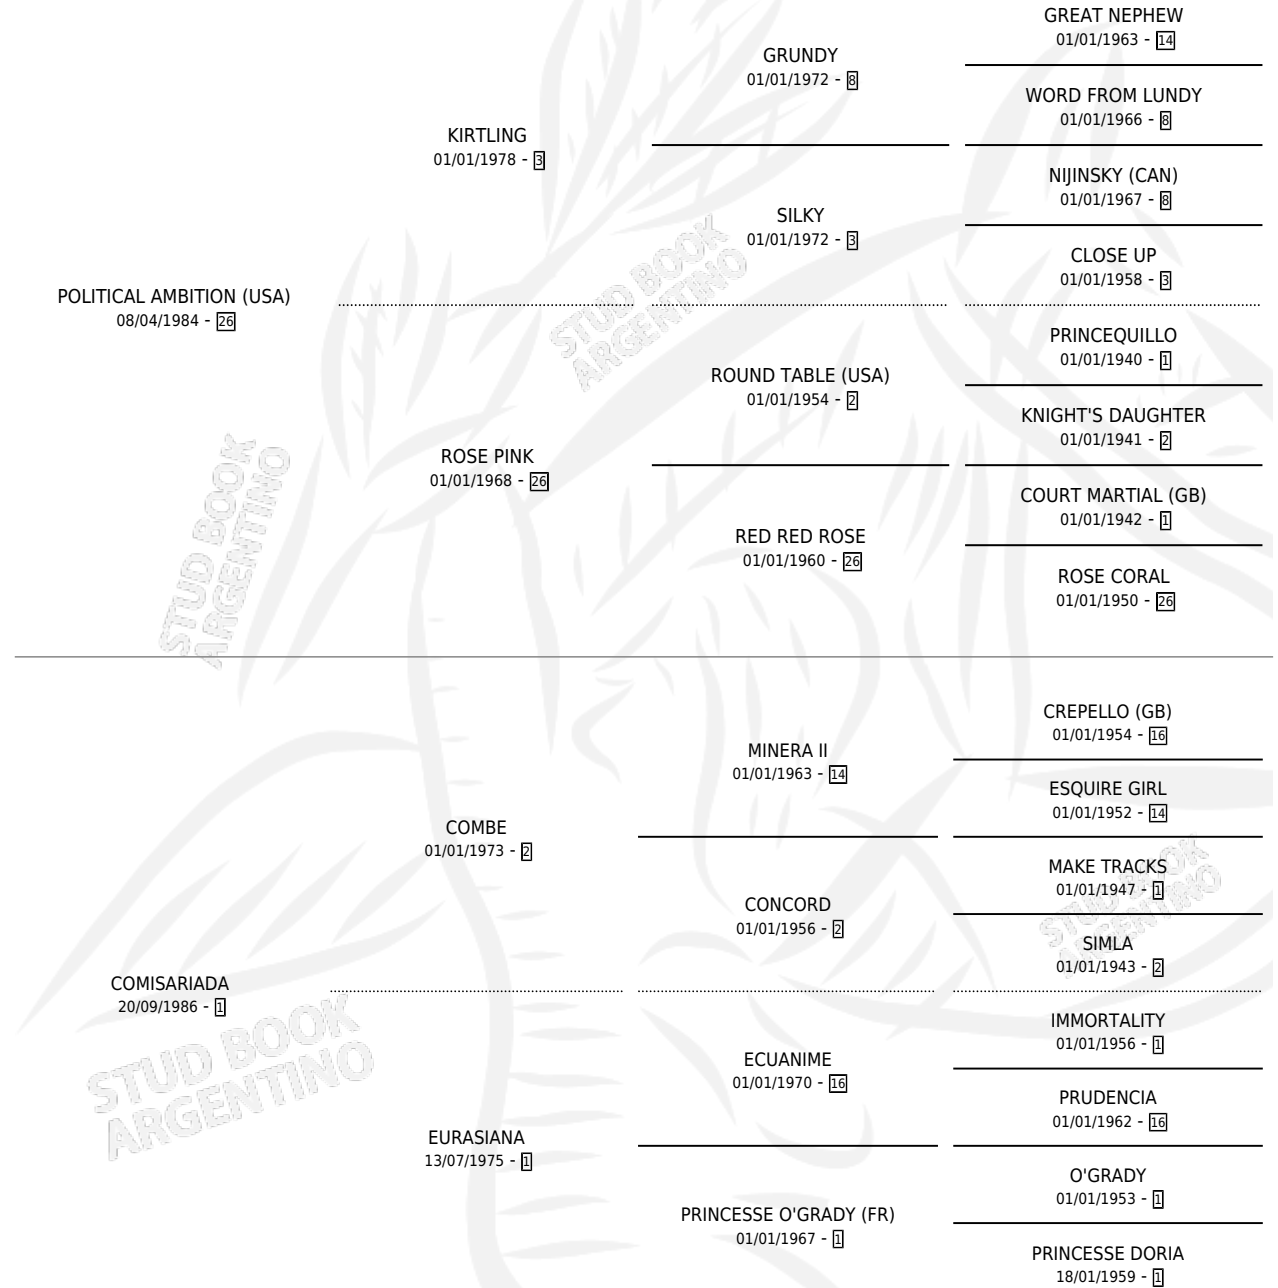 GREAT NEPHEW
01/01/1963 - 14
GRUNDY
01/01/1972 - 8
WORD FROM LUNDY
01/01/1966 - 8
KIRTLING
01/01/1978 - 3
NIJINSKY (CAN)
01/01/1967 - 8
SILKY
01/01/1972 - 3
CLOSE UP
01/01/1958 - 3
POLITICAL AMBITION (USA)
08/04/1984 - 26
PRINCEQUILLO
01/01/1940 - 1
ROUND TABLE (USA)
01/01/1954 - 2
KNIGHT'S DAUGHTER
01/01/1941 - 2
ROSE PINK
01/01/1968 - 26
COURT MARTIAL (GB)
01/01/1942 - 1
RED RED ROSE
01/01/1960 - 26
ROSE CORAL
01/01/1950 - 26
CREPELLO (GB)
01/01/1954 - 16
MINERA II
01/01/1963 - 14
ESQUIRE GIRL
01/01/1952 - 14
COMBE
01/01/1973 - 2
MAKE TRACKS
01/01/1947 - 1
CONCORD
01/01/1956 - 2
SIMLA
01/01/1943 - 2
COMISARIADA
20/09/1986 - 1
IMMORTALITY
01/01/1956 - 1
ECUANIME
01/01/1970 - 16
PRUDENCIA
01/01/1962 - 16
EURASIANA
13/07/1975 - 1
O'GRADY
01/01/1953 - 1
PRINCESSE O'GRADY (FR)
01/01/1967 - 1
PRINCESSE DORIA
18/01/1959 - 1
STUD BOOK
ARGENTINO
STUD BOOK
ARGENTINO
STUD BOOK
ARGENTINO
STUD BOOK
ARGENTINO